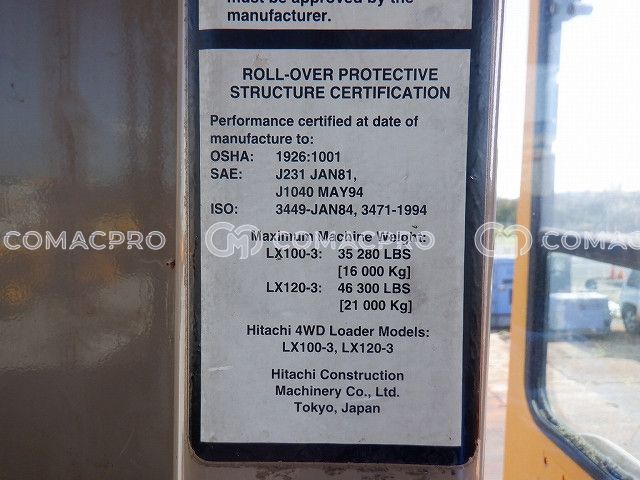 must be approved by the
manufacturer.
ROLL-OVER PROTECTIVE
STRUCTURE CERTIFICATION
Performance certified at date of
manufacture to:
OSHA: 1926:1001
SAE: J231 JAN81,
J1040 MAY94
ISO: 3449-JAN84, 3471-1994
COMACPRO COMACPRO COMACPRO
Maximum Machine Weight:
LX100-3: 35 280 LBS
[16 000 Kg]
LX120-3: 46 300 LBS
[21 000 Kg]
Hitachi 4WD Loader Models:
LX100-3, LX120-3
Hitachi Construction
Machinery Co., Ltd.
Tokyo, Japan